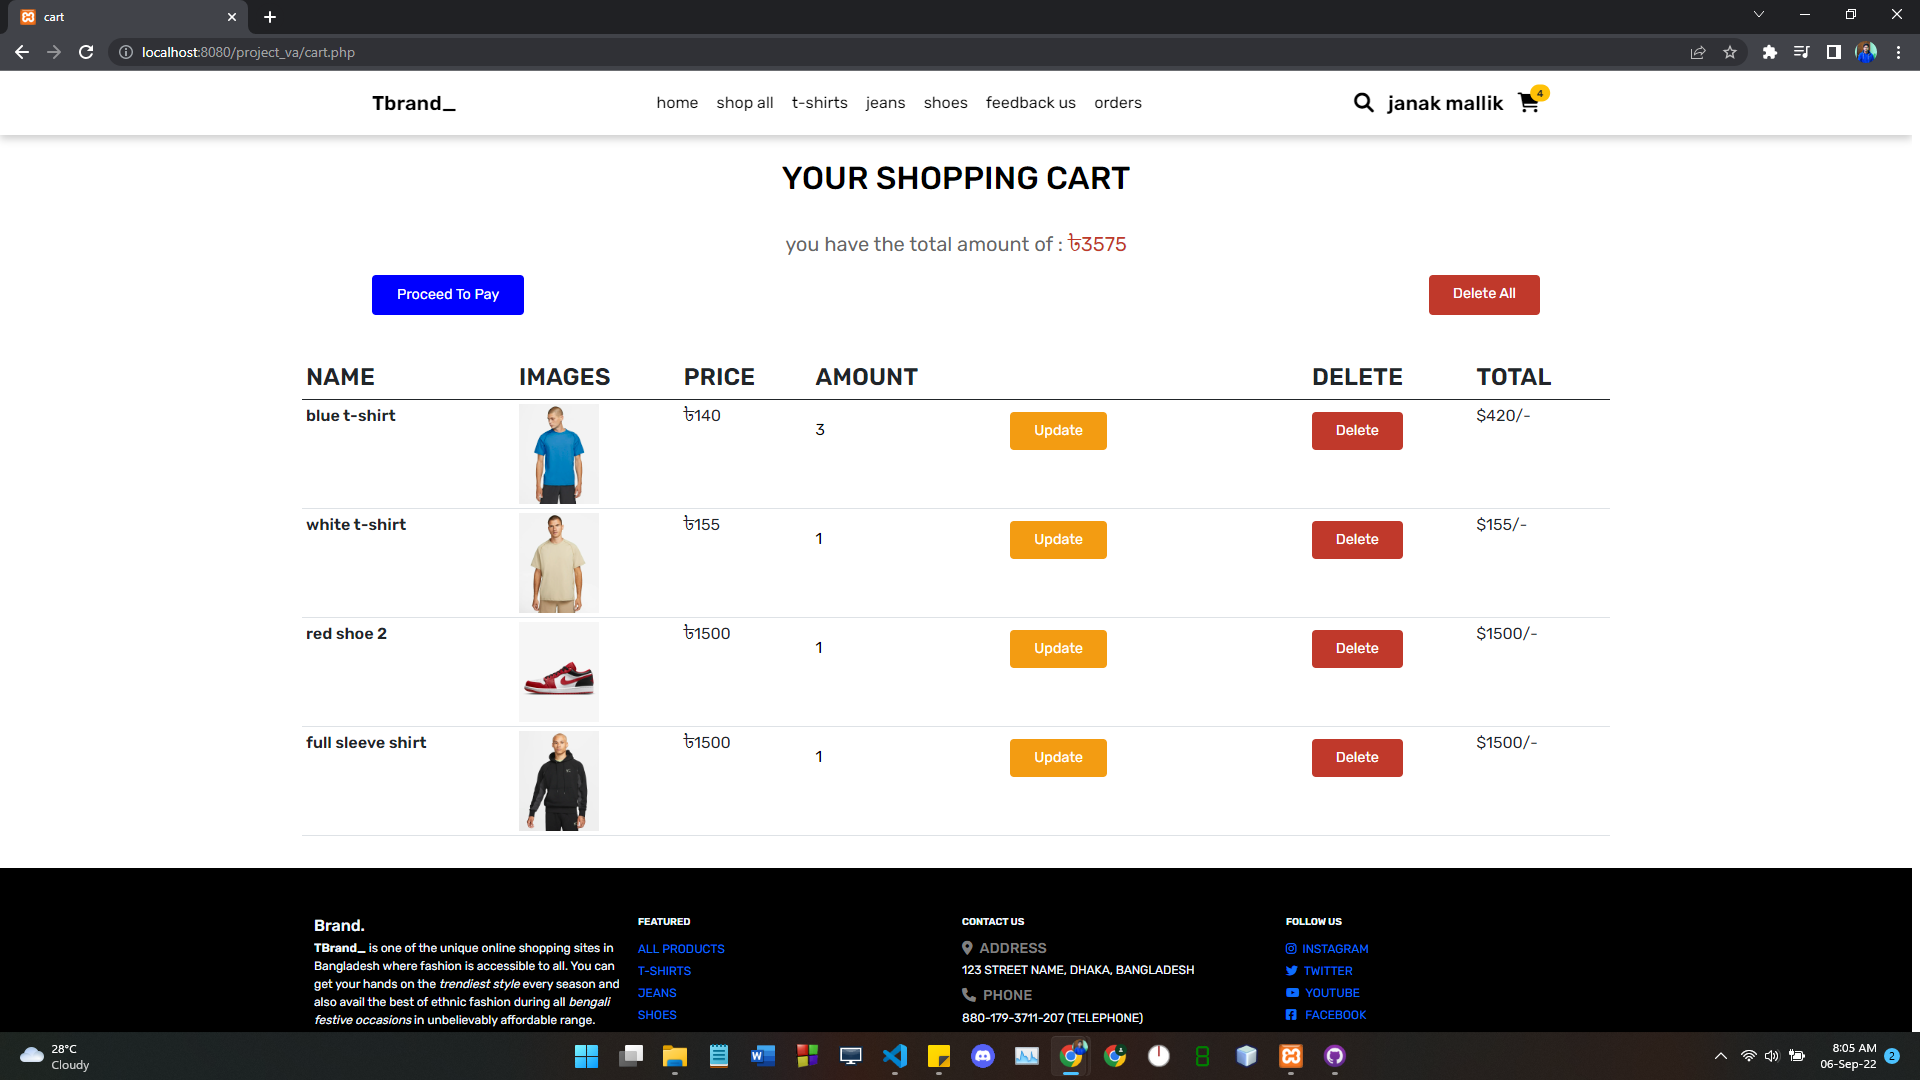 cart
localhost:8080/project_va/cart.php
Tbrand_
home shop all t-shirts jeans shoes feedback us orders
janak mallik 4
YOUR SHOPPING CART
you have the total amount of : ৳3575
Proceed To Pay
Delete All
NAME IMAGES PRICE AMOUNT DELETE TOTAL
blue t-shirt ৳140 3 Update Delete $420/-
white t-shirt ৳155 1 Update Delete $155/-
red shoe 2 ৳1500 1 Update Delete $1500/-
full sleeve shirt ৳1500 1 Update Delete $1500/-
Brand.
TBrand_ is one of the unique online shopping sites in
Bangladesh where fashion is accessible to all. You can
get your hands on the trendiest style every season and
also avail the best of ethnic fashion during all bengali
festive occasions in unbelievably affordable range.
FEATURED
ALL PRODUCTS
T-SHIRTS
JEANS
SHOES
CONTACT US
ADDRESS
123 STREET NAME, DHAKA, BANGLADESH
PHONE
880-179-3711-207 (TELEPHONE)
FOLLOW US
INSTAGRAM
TWITTER
YOUTUBE
FACEBOOK
28°C
Cloudy
8:05 AM
06-Sep-22
2